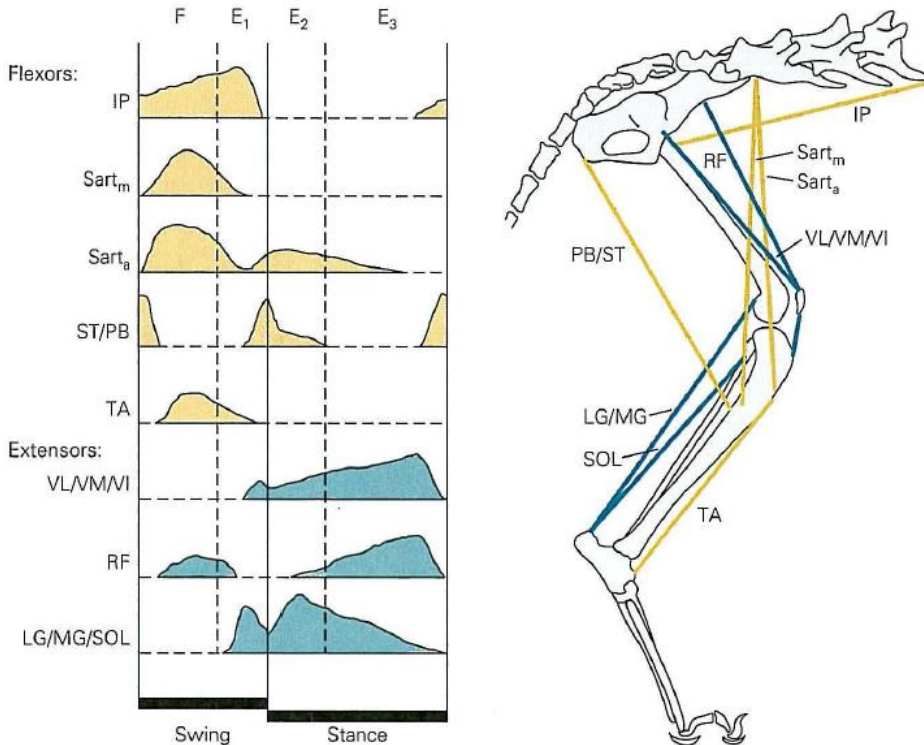 F E₁ E₂ E₃
Flexors:
IP
Sartₘ
Sartₐ
ST/PB
TA
Extensors:
VL/VM/VI
RF
LG/MG/SOL
Swing Stance
IP
RF
Sartₘ
Sartₐ
VL/VM/VI
PB/ST
LG/MG
SOL
TA